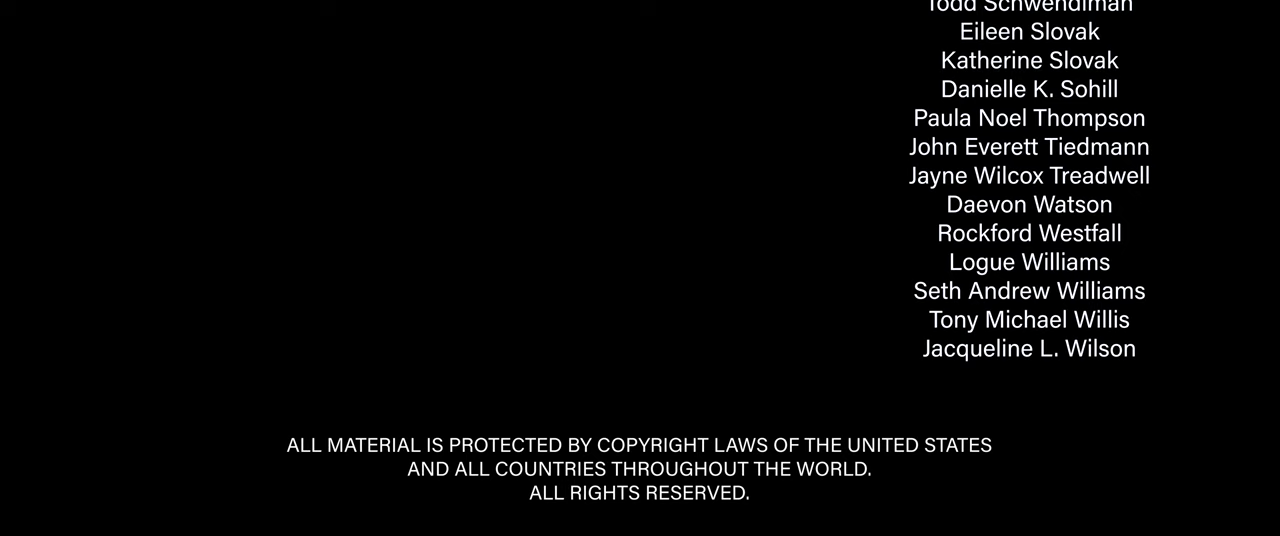 Todd Schwendiman
Eileen Slovak
Katherine Slovak
Danielle K. Sohill
Paula Noel Thompson
John Everett Tiedmann
Jayne Wilcox Treadwell
Daevon Watson
Rockford Westfall
Logue Williams
Seth Andrew Williams
Tony Michael Willis
Jacqueline L. Wilson
ALL MATERIAL IS PROTECTED BY COPYRIGHT LAWS OF THE UNITED STATES
AND ALL COUNTRIES THROUGHOUT THE WORLD.
ALL RIGHTS RESERVED.